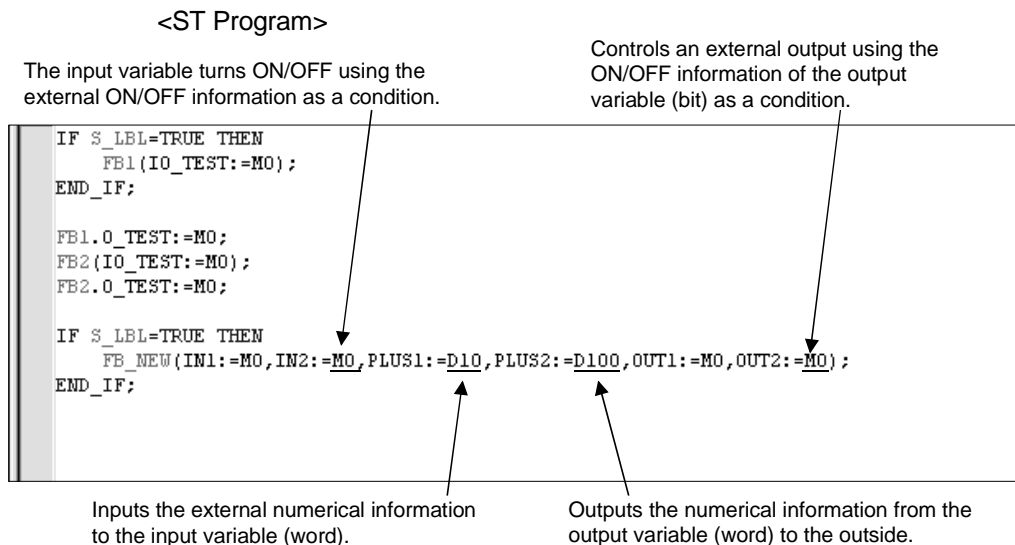 <ST Program>
The input variable turns ON/OFF using the
external ON/OFF information as a condition.
Controls an external output using the
ON/OFF information of the output
variable (bit) as a condition.
IF S_LBL=TRUE THEN
FB1(IO_TEST:=M0);
END_IF;
FB1.O_TEST:=M0;
FB2(IO_TEST:=M0);
FB2.O_TEST:=M0;
IF S_LBL=TRUE THEN
FB_NEW(IN1:=M0,IN2:=M0,PLUS1:=D10,PLUS2:=D100,OUT1:=M0,OUT2:=M0);
END_IF;
Inputs the external numerical information
to the input variable (word).
Outputs the numerical information from the
output variable (word) to the outside.